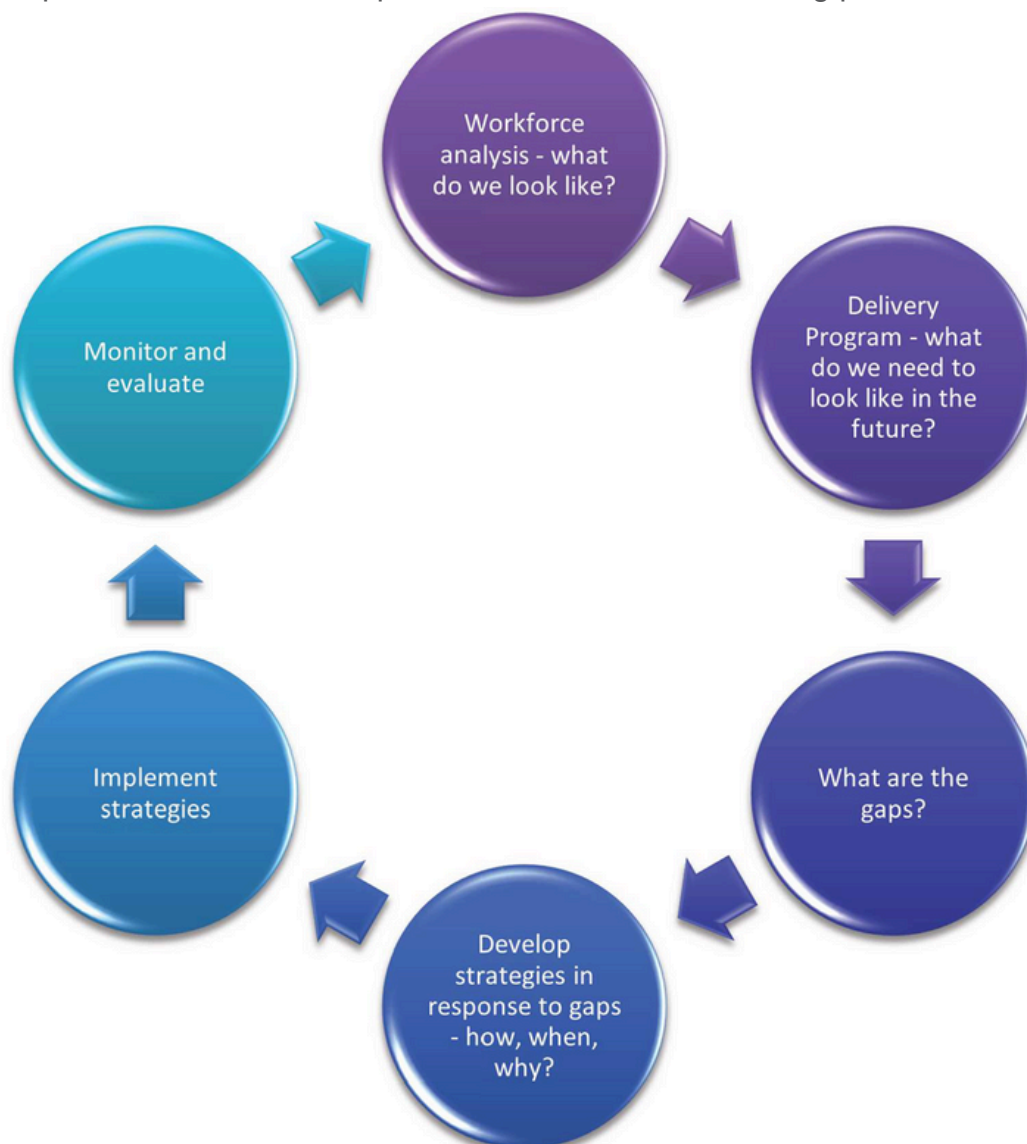 Workforce
analysis - what
do we look like?
Delivery
Program - what
do we need to
look like in the
future?
What are the
gaps?
Develop
strategies in
response to gaps
- how, when,
why?
Implement
strategies
Monitor and
evaluate